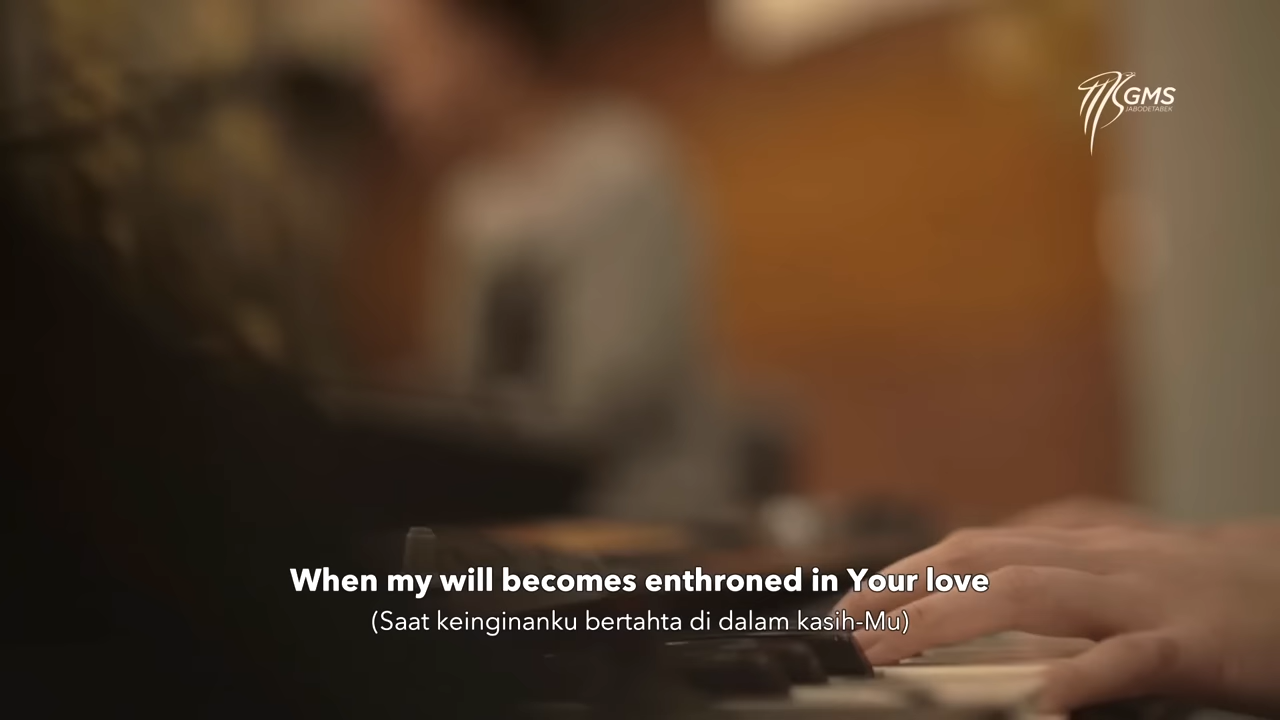 GMS
JABODETABEK
When my will becomes enthroned in Your love
(Saat keinginanku bertahta di dalam kasih-Mu)